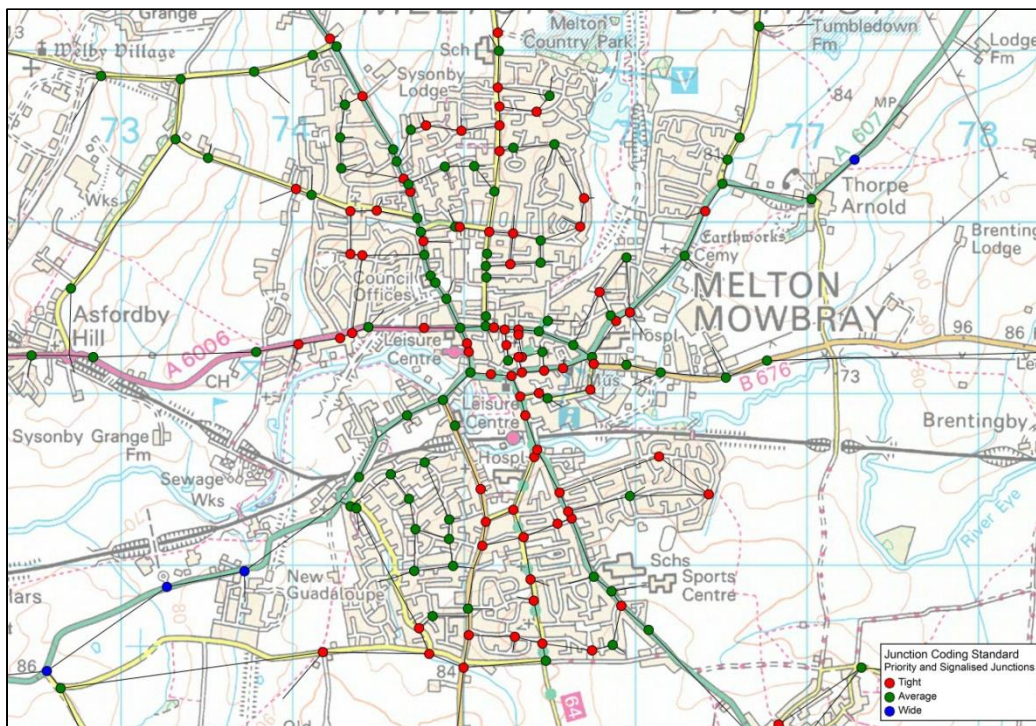 Grange
Welby Village
73
74
Sch
Sysonby
Lodge
Melton
Country Park
V
Tumbledown
Fm
Lodge
Fm
84
MP
77
78
A 607
Wks
Thorpe
Arnold
Brenting
Lodge
Earthworks
Cemy
MELTON
MOWBRAY
Council
Offices
Asfordby
Hill
A 6006
Leisure
Centre
Hospl
mus
96
86
CH
B 676
73
Leisure
Centre
Brentingby
Sysonby Grange
Fm
Hospl
Sewage
Wks
River Eye
Schs
Sports
Centre
New
Guadaloupe
80
86
84
64
Junction Coding Standard
Priority and Signalised Junctions
Tight
Average
Wide